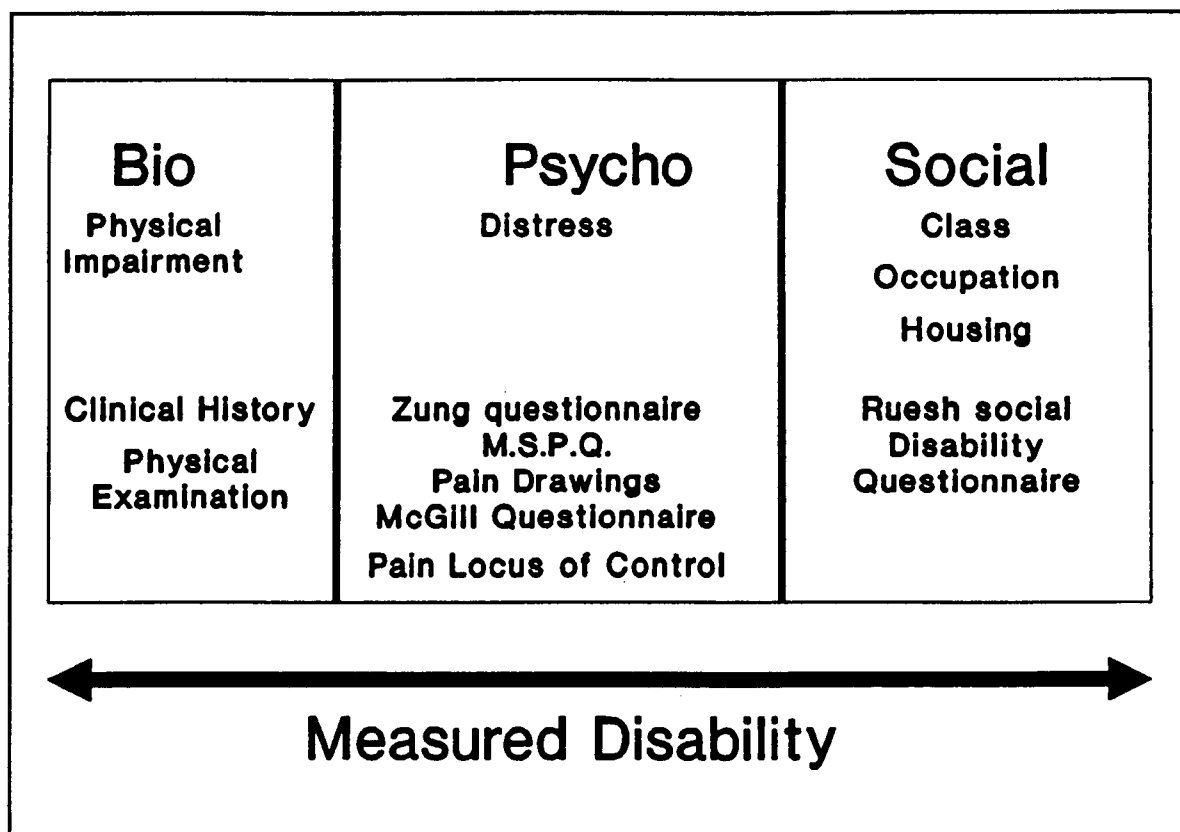 Bio
Physical
Impairment
Clinical History
Physical
Examination
Psycho
Distress
Zung questionnaire
M.S.P.Q.
Pain Drawings
McGill Questionnaire
Pain Locus of Control
Social
Class
Occupation
Housing
Ruesh social
Disability
Questionnaire
Measured Disability